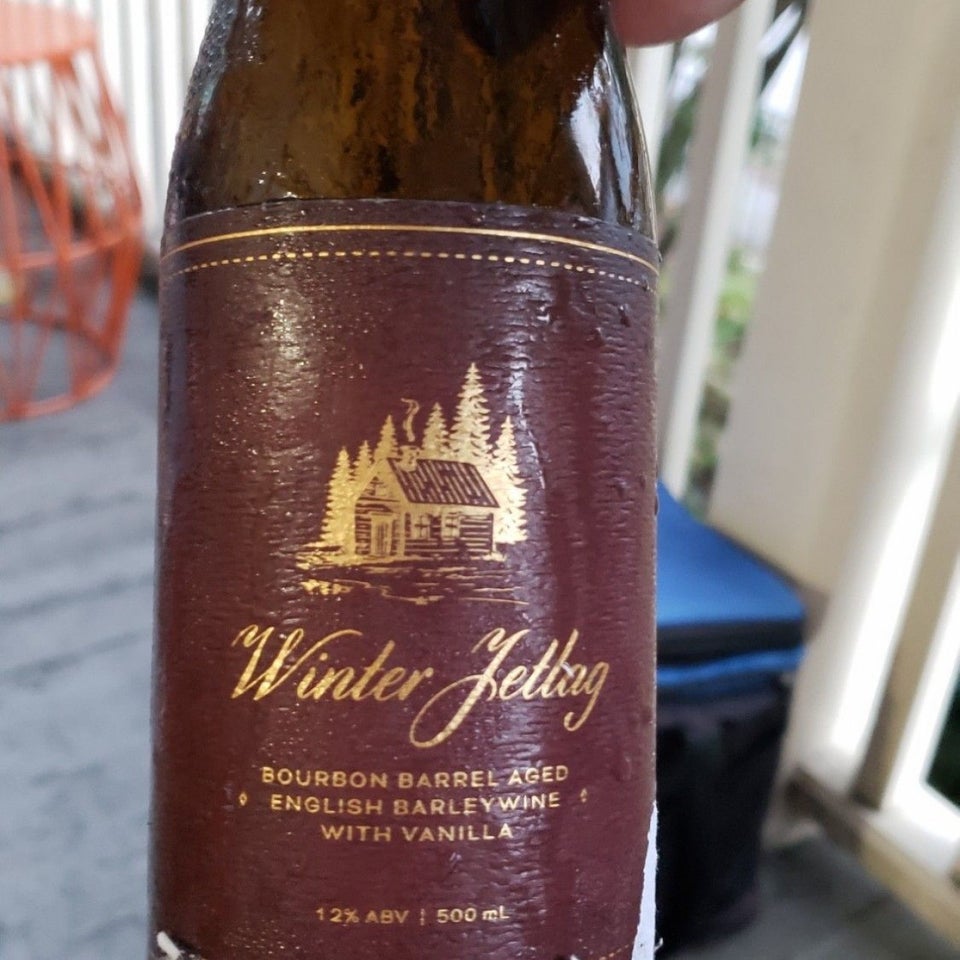 Winter Jetlag
BOURBON BARREL AGED
ENGLISH BARLEYWINE
WITH VANILLA
12% ABV | 500 mL